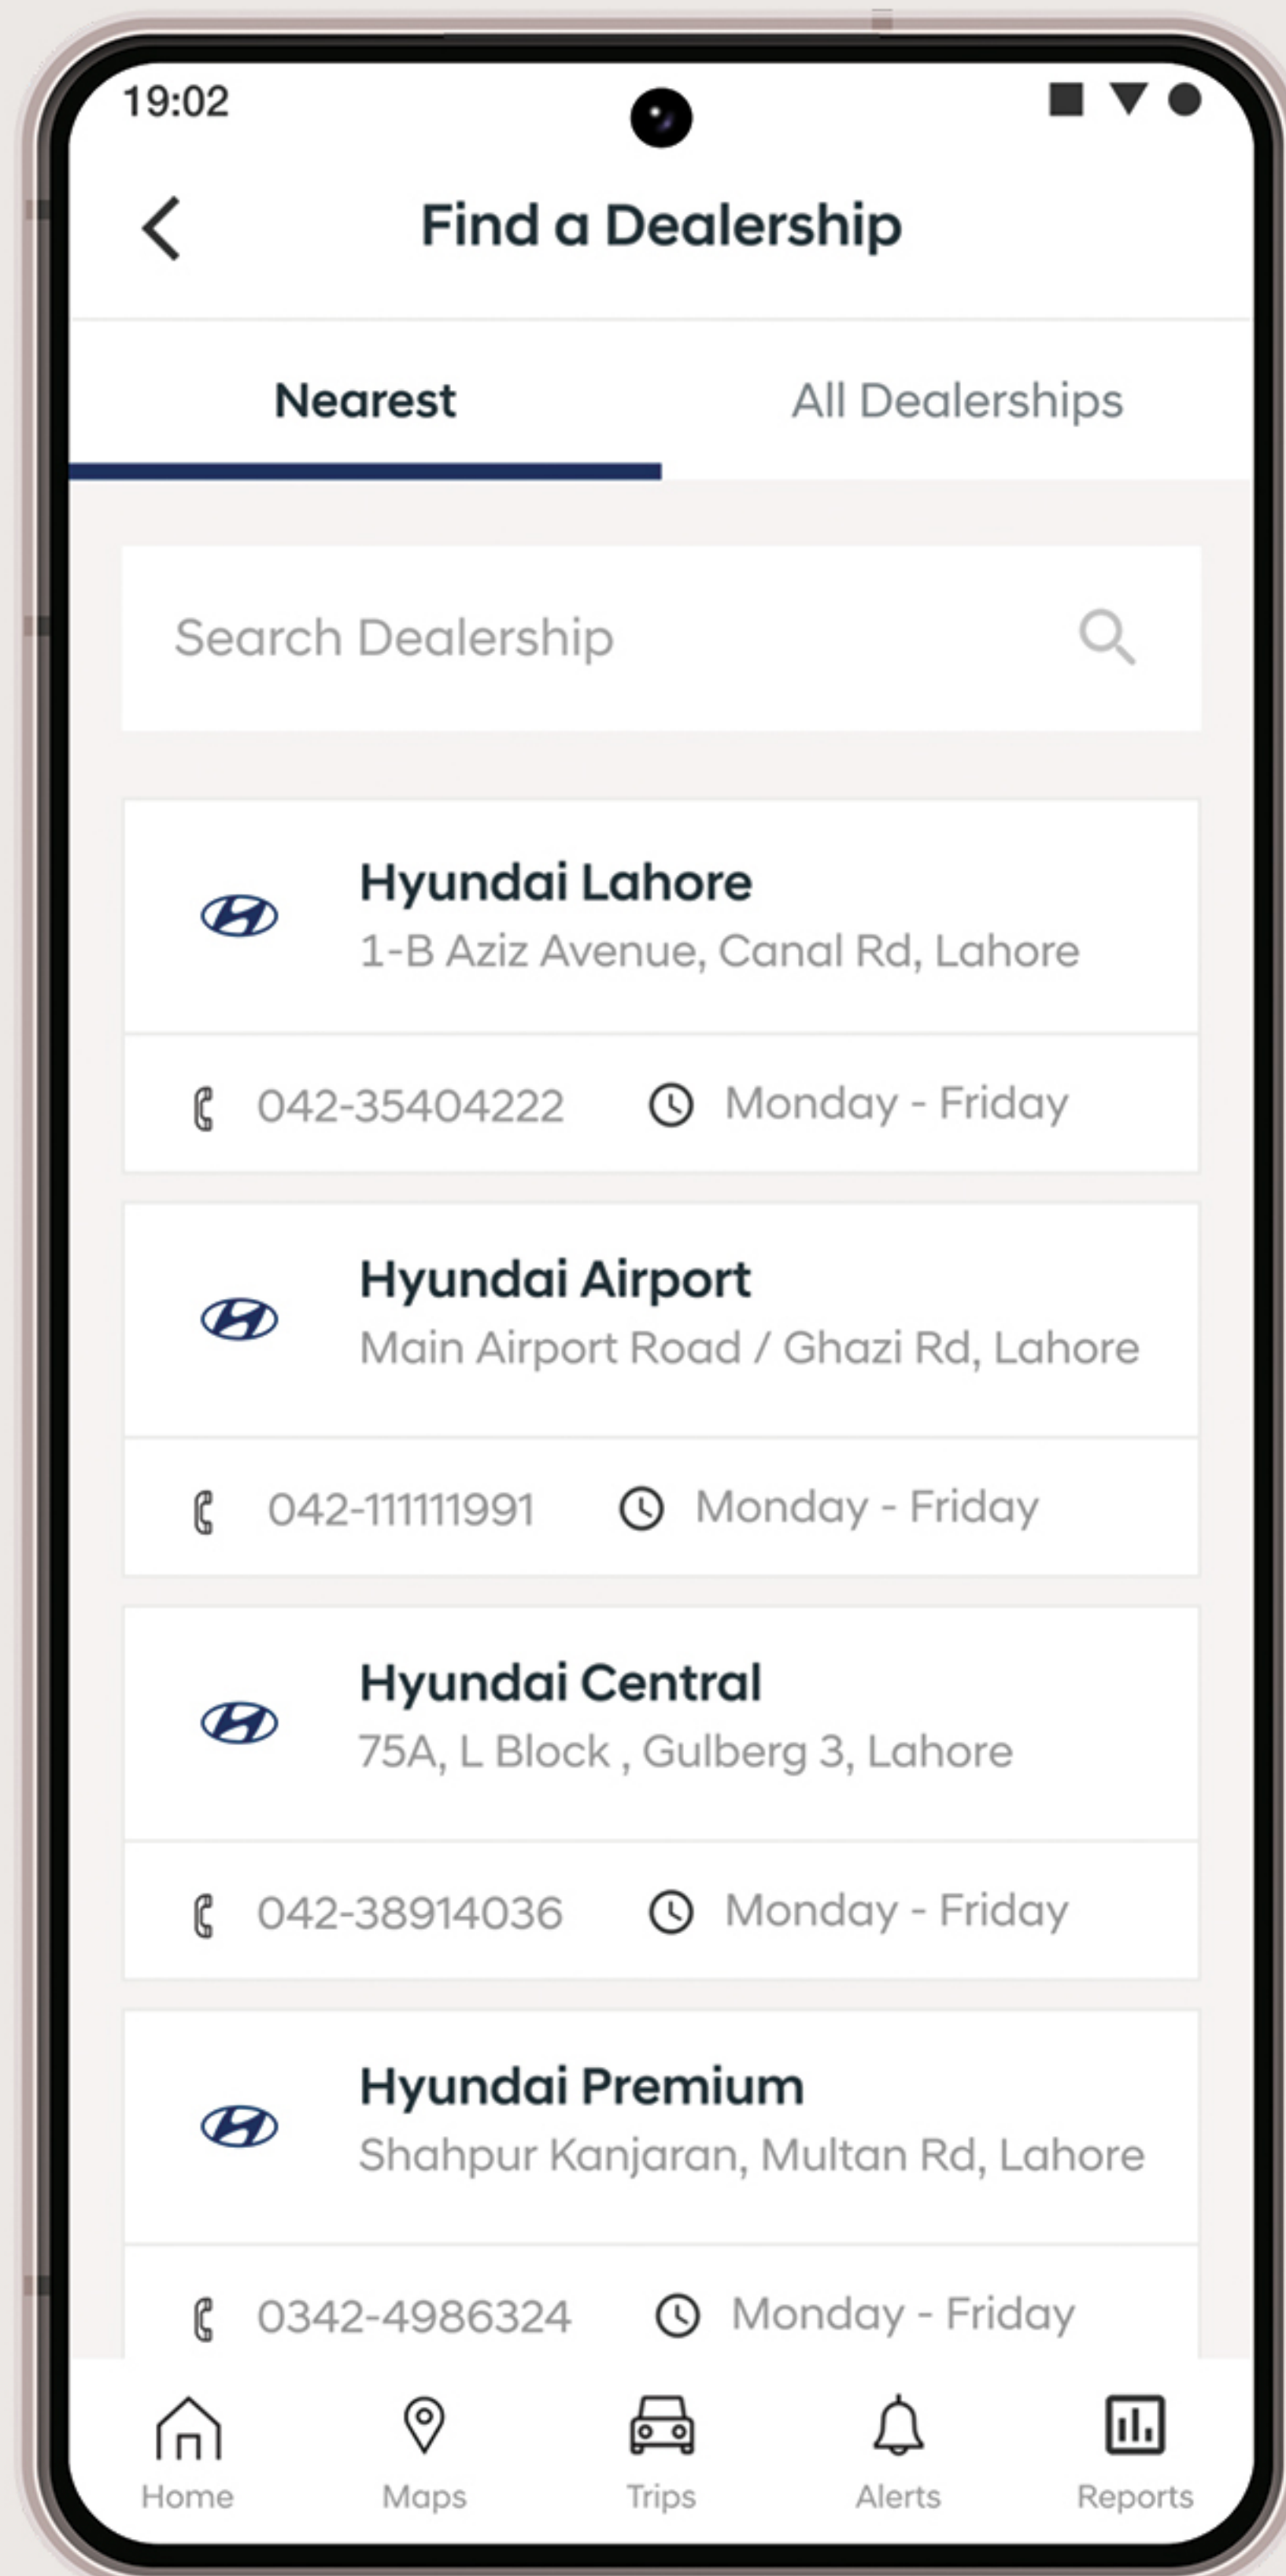 19:02
Find a Dealership
Nearest
All Dealerships
Search Dealership
Hyundai Lahore
1-B Aziz Avenue, Canal Rd, Lahore
042-35404222
Monday - Friday
Hyundai Airport
Main Airport Road / Ghazi Rd, Lahore
042-111111991
Monday - Friday
Hyundai Central
75A, L Block , Gulberg 3, Lahore
042-38914036
Monday - Friday
Hyundai Premium
Shahpur Kanjaran, Multan Rd, Lahore
0342-4986324
Monday - Friday
Home
Maps
Trips
Alerts
Reports